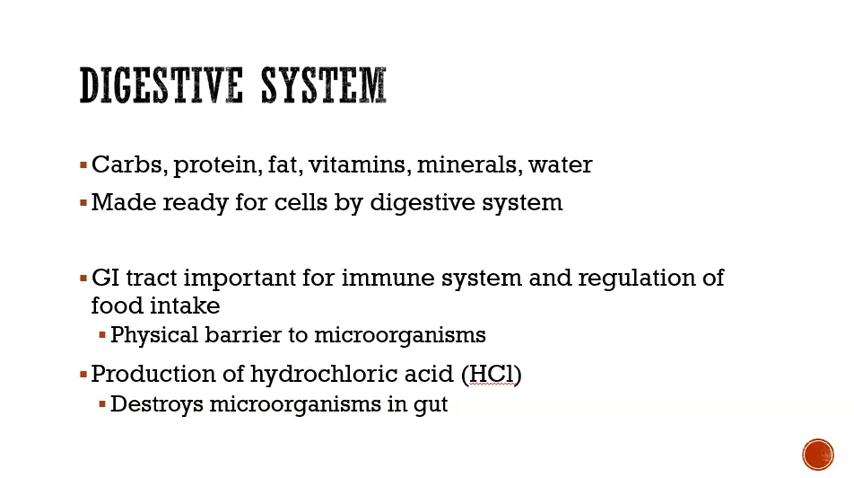 DIGESTIVE SYSTEM
Carbs, protein, fat, vitamins, minerals, water
Made ready for cells by digestive system
GI tract important for immune system and regulation of
food intake
Physical barrier to microorganisms
Production of hydrochloric acid (HCl)
Destroys microorganisms in gut